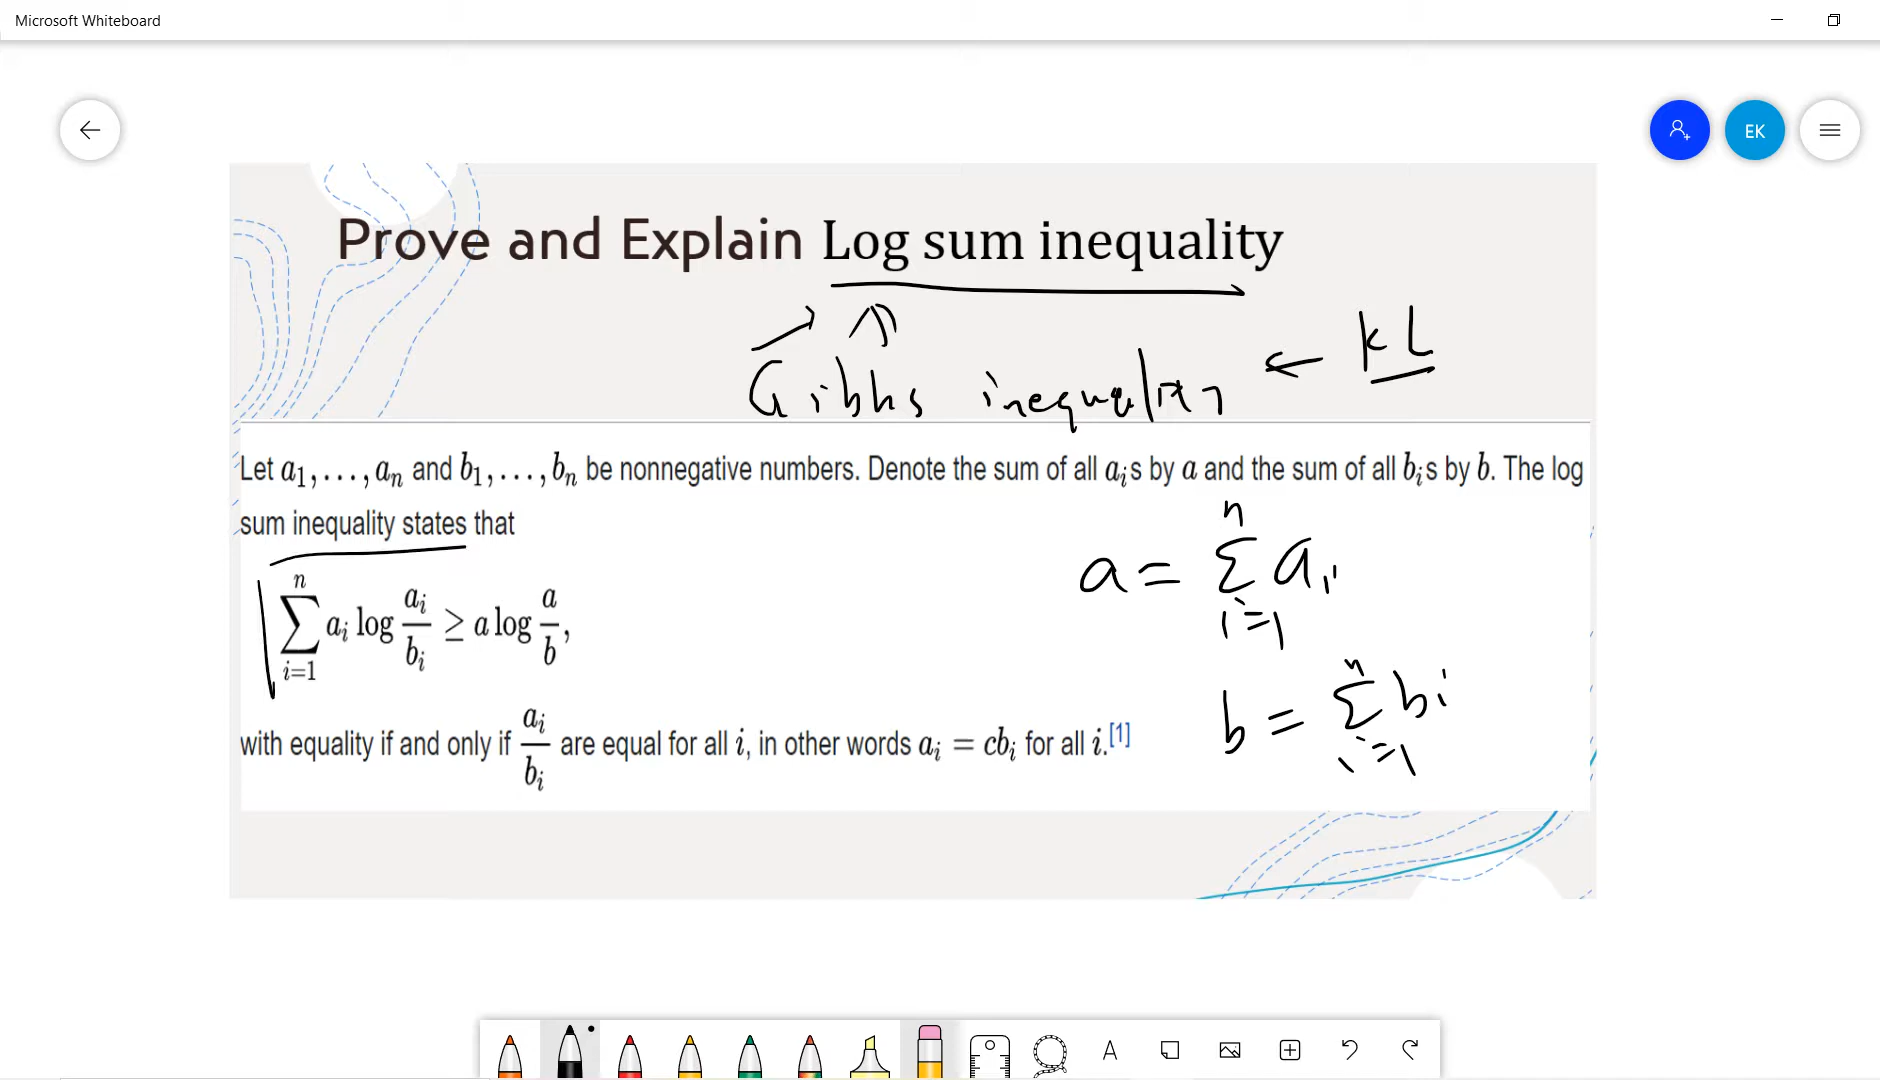 Microsoft Whiteboard
EK
Prove and Explain Log sum inequality
KL
Gibbs inequality
Let a₁,…,aₙ and b₁,…,bₙ be nonnegative numbers. Denote the sum of all aᵢs by a and the sum of all bᵢs by b. The log
sum inequality states that
a = ∑ᵢ₌₁ⁿ aᵢ
∑ᵢ₌₁ⁿ aᵢ log aᵢ/bᵢ ≥ a log a/b,
b = ∑ᵢ₌₁ⁿ bᵢ
with equality if and only if aᵢ/bᵢ are equal for all i, in other words aᵢ = cbᵢ for all i.[1]
A